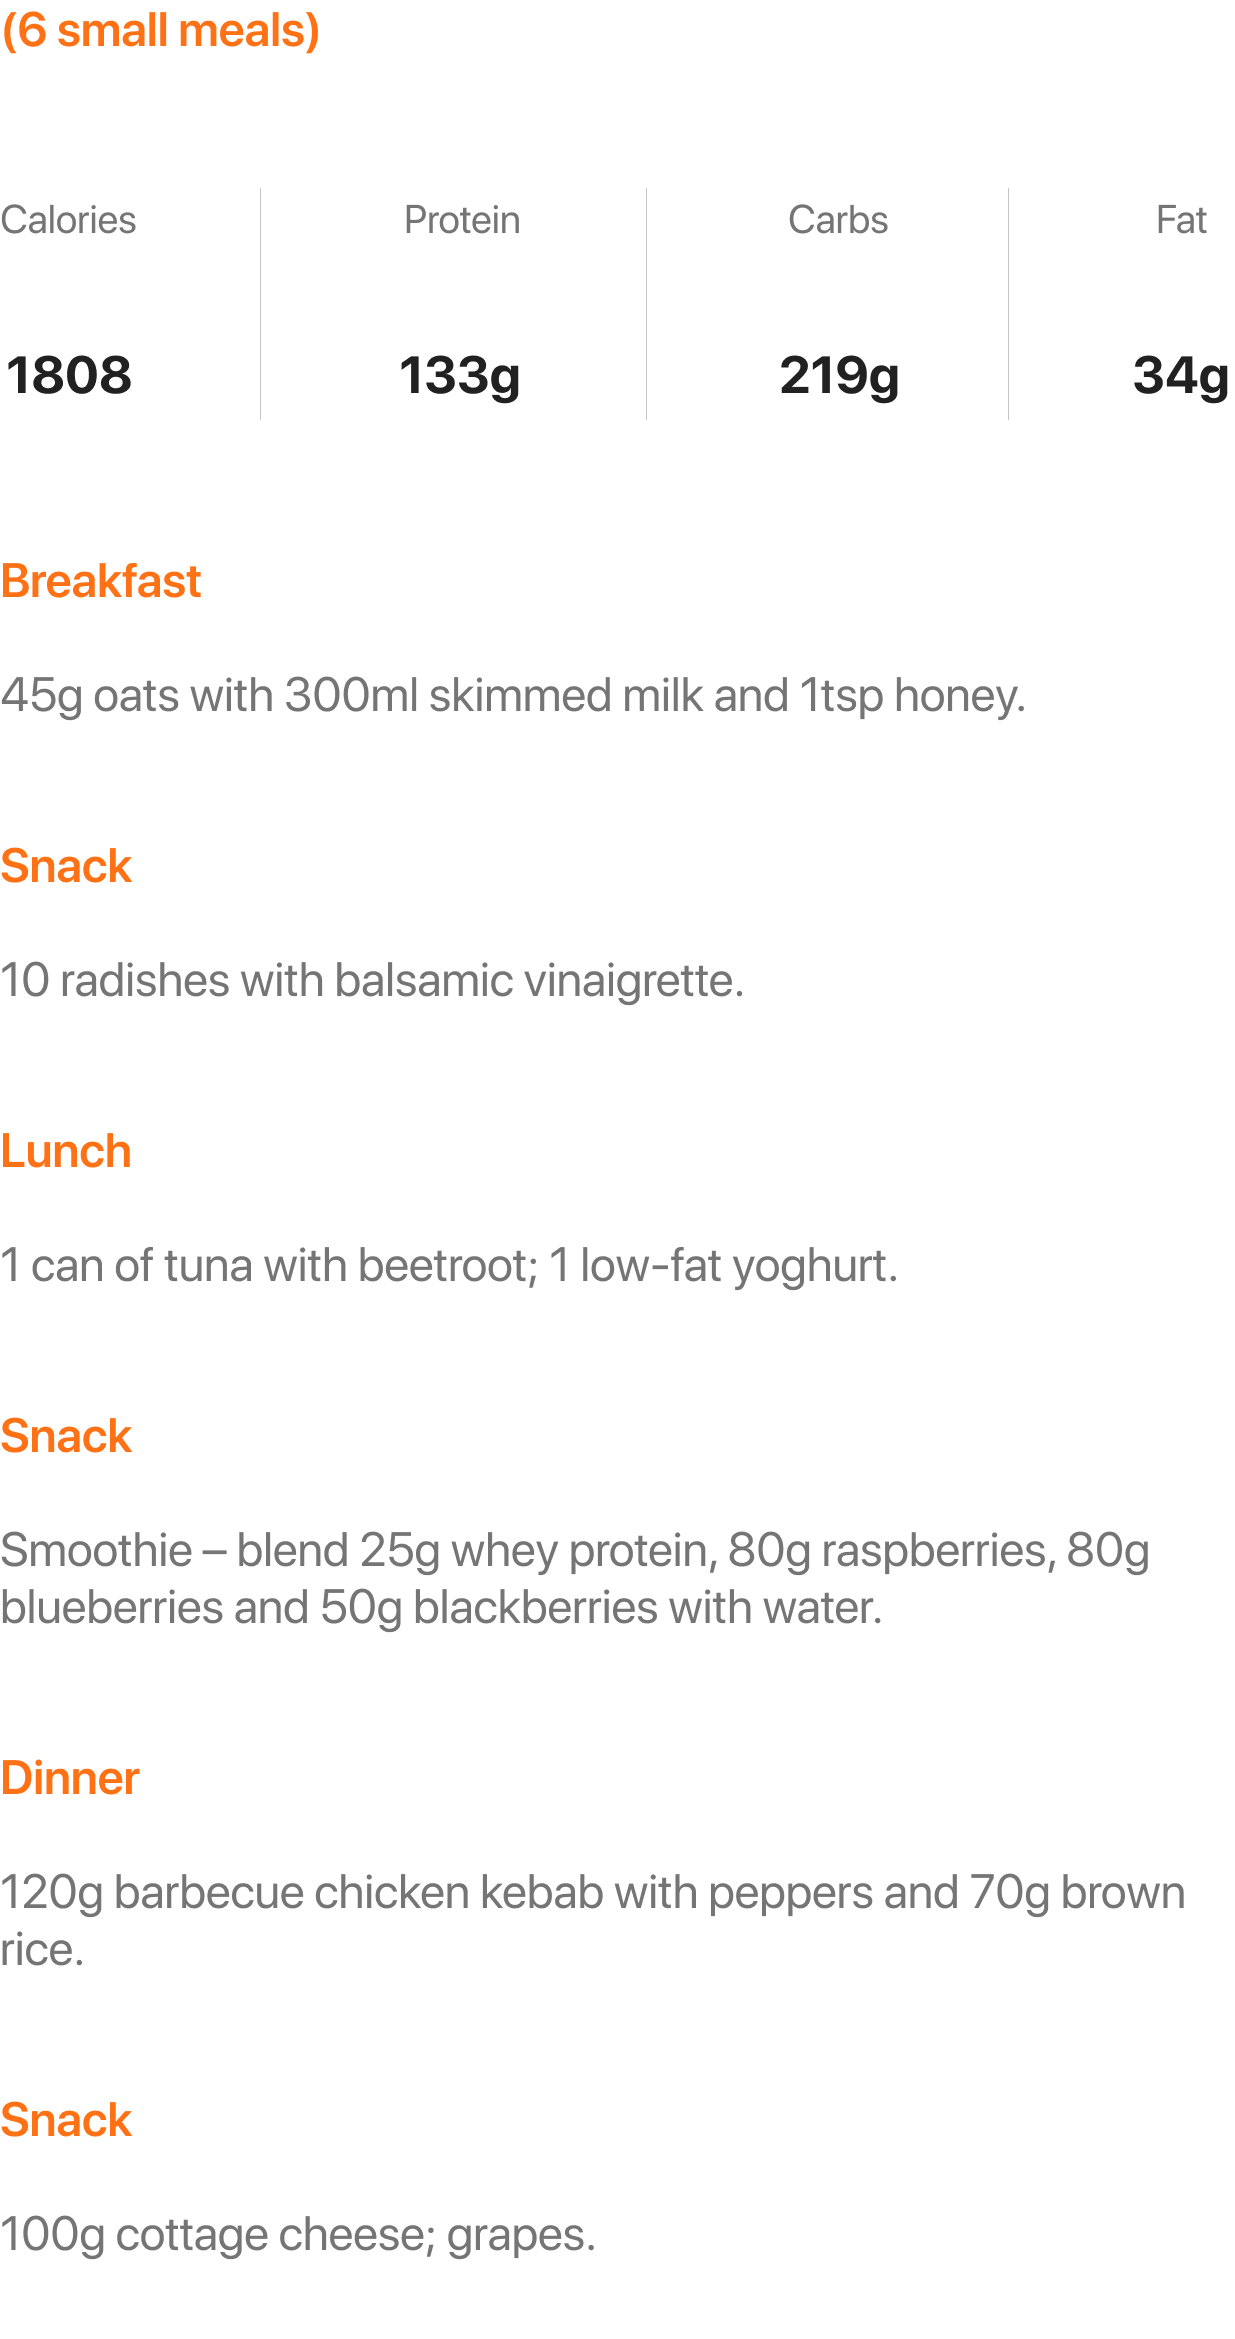 (6 small meals)
Calories Protein Carbs Fat
1808 133g 219g 34g
Breakfast
45g oats with 300ml skimmed milk and 1tsp honey.
Snack
10 radishes with balsamic vinaigrette.
Lunch
1 can of tuna with beetroot; 1 low-fat yoghurt.
Snack
Smoothie – blend 25g whey protein, 80g raspberries, 80g
blueberries and 50g blackberries with water.
Dinner
120g barbecue chicken kebab with peppers and 70g brown
rice.
Snack
100g cottage cheese; grapes.